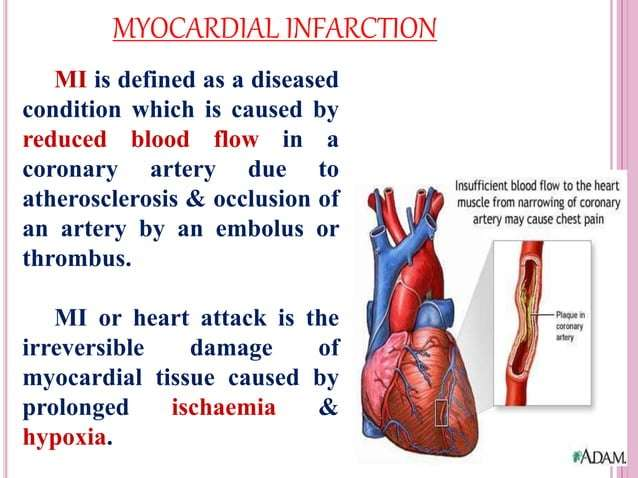 MYOCARDIAL INFARCTION
MI is defined as a diseased
condition which is caused by
reduced blood flow in a
coronary artery due to
atherosclerosis & occlusion of
an artery by an embolus or
thrombus.
MI or heart attack is the
irreversible damage of
myocardial tissue caused by
prolonged ischaemia &
hypoxia.
Insufficient blood flow to the heart
muscle from narrowing of coronary
artery may cause chest pain
Plaque in
coronary
artery
A.D.A.M.